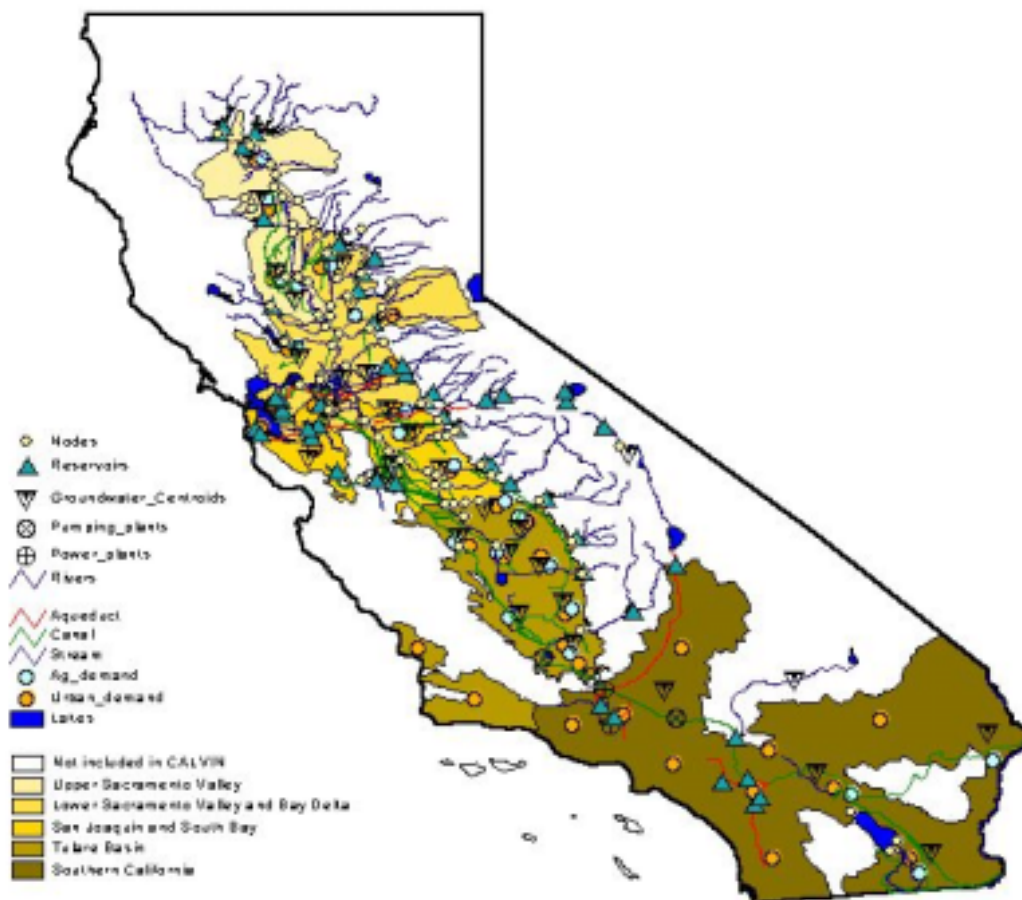 Nodes
Reservoirs
Groundwater_Centroids
Pumping_plants
Power_plants
Rivers
Aqueduct
Canal
Stream
Ag_demand
Urban_demand
Lakes
Not included in CALVIN
Upper Sacramento Valley
Lower Sacramento Valley and Bay Delta
San Joaquin and South Bay
Tulare Basin
Southern California